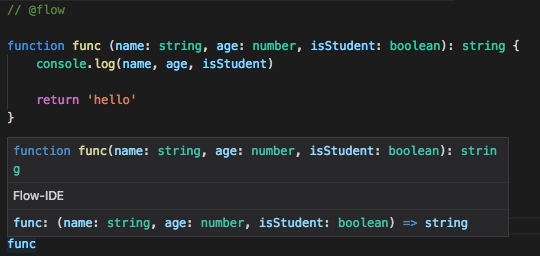 // @flow
function func (name: string, age: number, isStudent: boolean): string {
console.log(name, age, isStudent)
return 'hello'
}
function func(name: string, age: number, isStudent: boolean): strin
g
Flow-IDE
func: (name: string, age: number, isStudent: boolean) => string
func